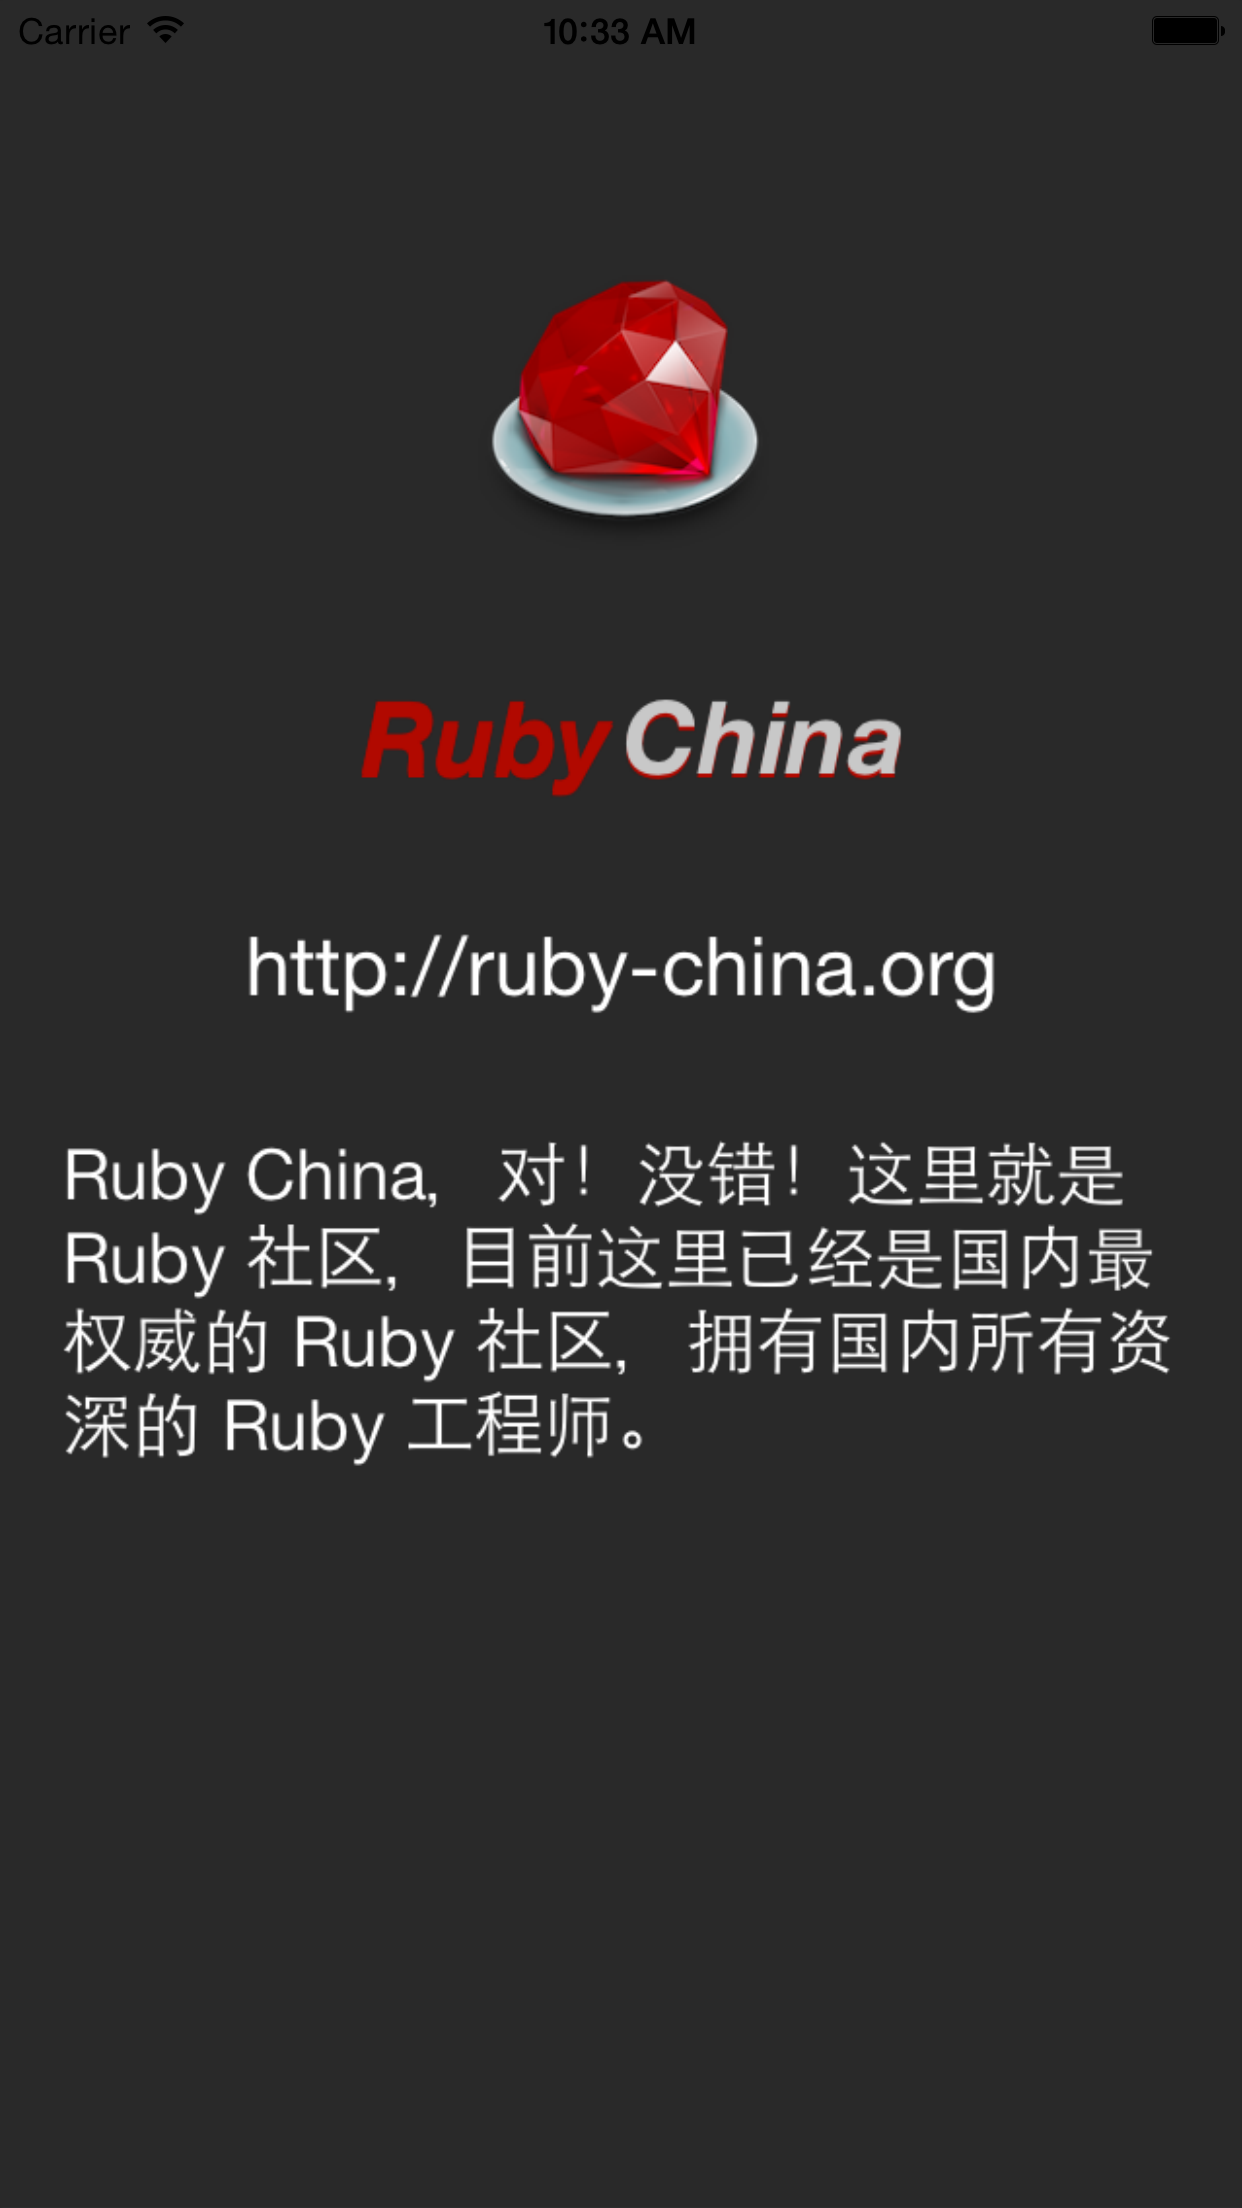 Carrier 10:33 AM
Ruby China
http://ruby-china.org
Ruby China, 对！没错！这里就是
Ruby 社区, 目前这里已经是国内最
权威的 Ruby 社区, 拥有国内所有资
深的 Ruby 工程师。